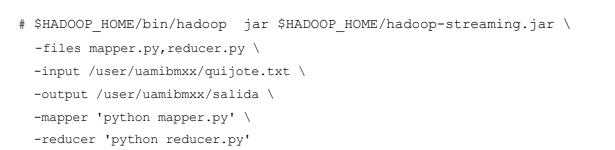 # $HADOOP_HOME/bin/hadoop  jar $HADOOP_HOME/hadoop-streaming.jar \
-files mapper.py,reducer.py \
-input /user/uamibmxx/quijote.txt \
-output /user/uamibmxx/salida \
-mapper 'python mapper.py' \
-reducer 'python reducer.py'